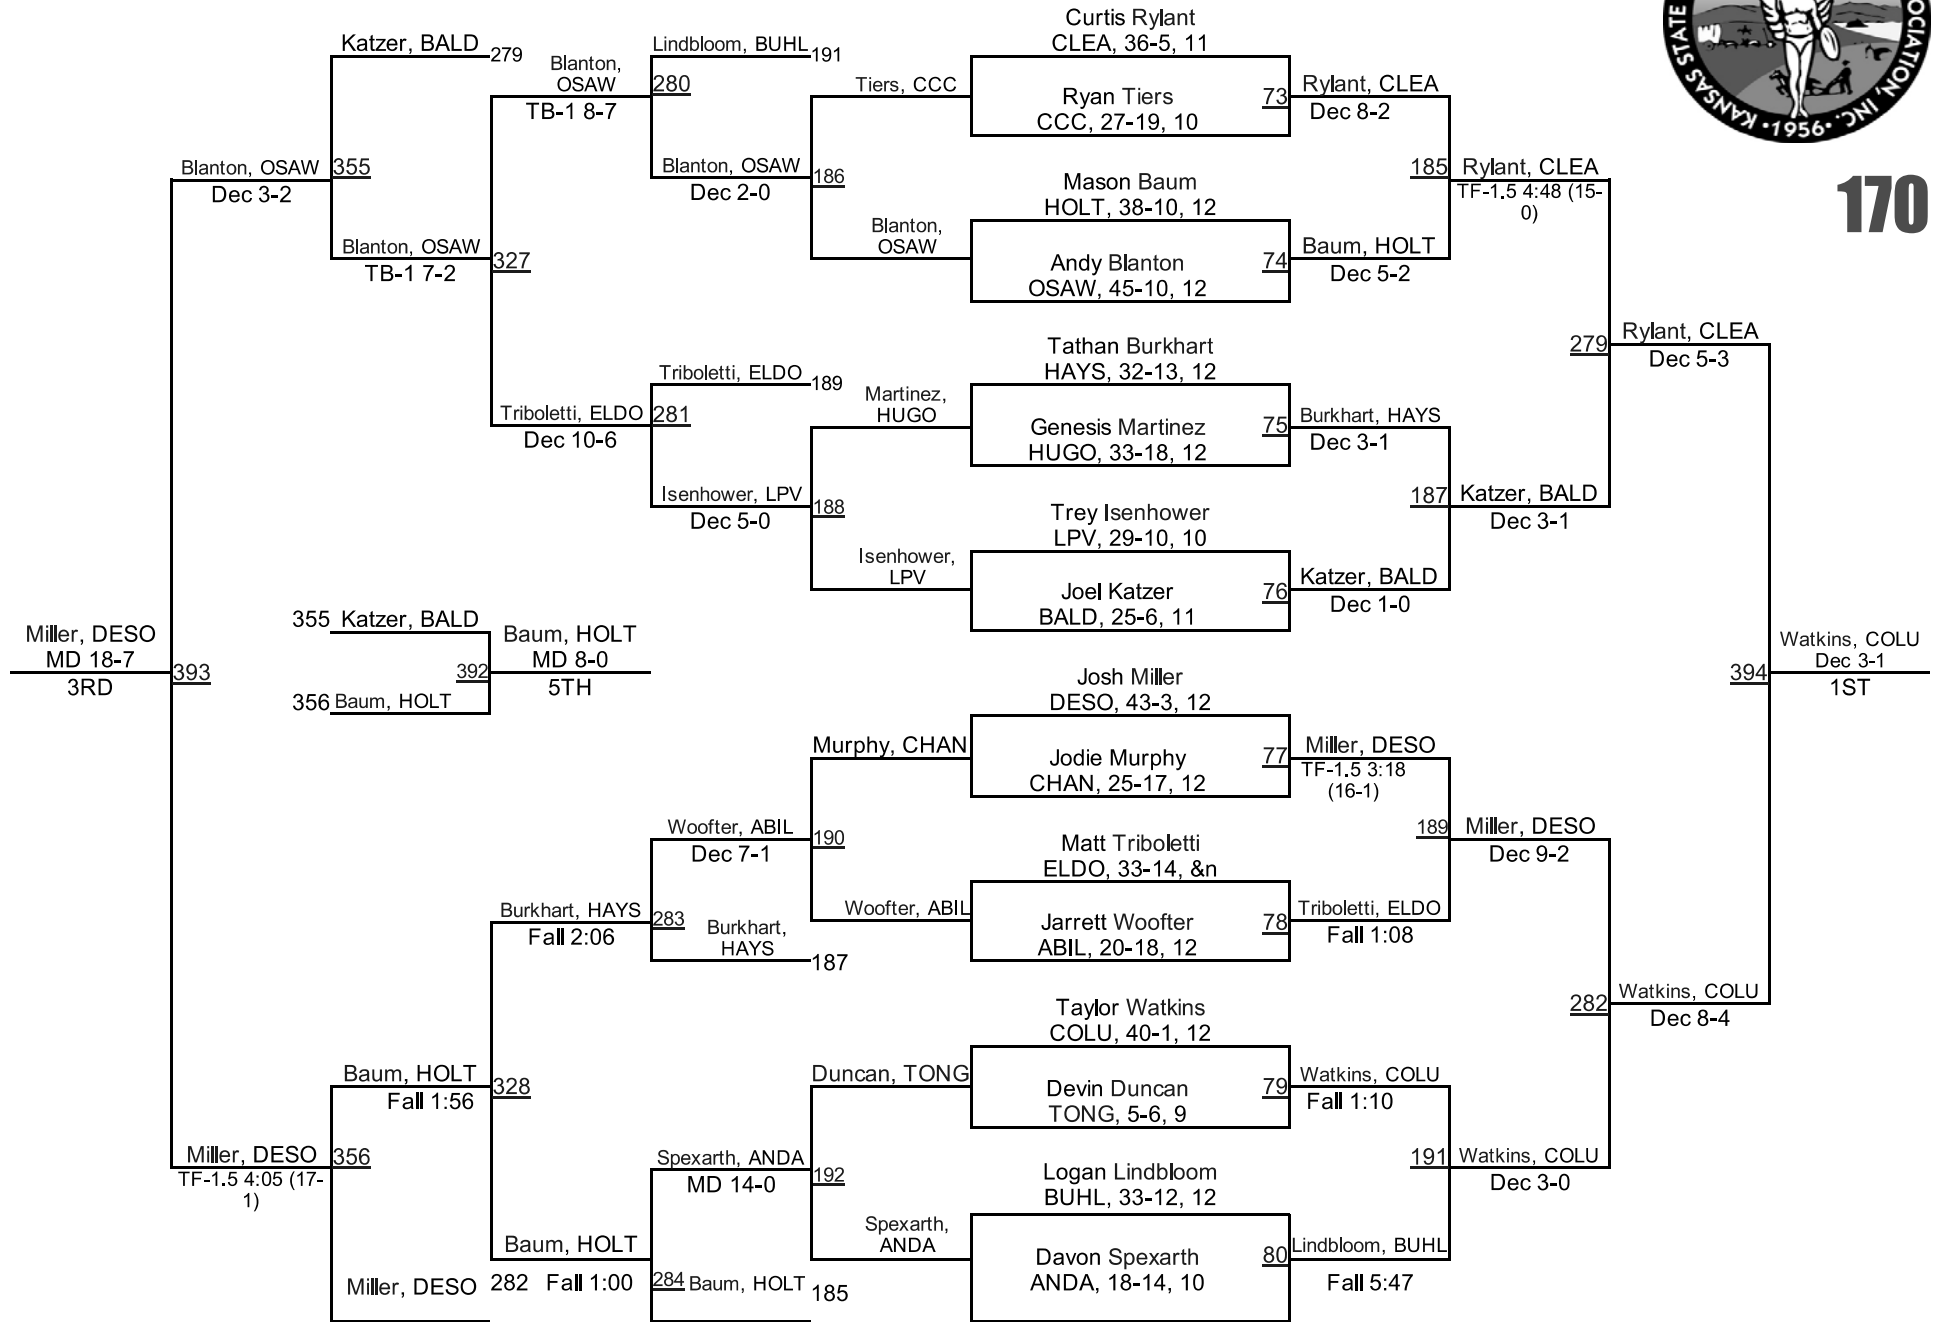 Katzer, BALD
279
Blanton,
OSAW
TB-1 8-7
280
Lindbloom, BUHL
191
Tiers, CCC
Curtis Rylant
CLEA, 36-5, 11
Ryan Tiers
CCC, 27-19, 10
73
Rylant, CLEA
Dec 8-2
KANSAS STATE
OCIATION, INC.
•1956•
170
Blanton, OSAW
Dec 3-2
355
Blanton, OSAW
Dec 2-0
186
Mason Baum
HOLT, 38-10, 12
185
Rylant, CLEA
TF-1.5 4:48 (15-
0)
Blanton, OSAW
TB-1 7-2
327
Blanton,
OSAW
Andy Blanton
OSAW, 45-10, 12
74
Baum, HOLT
Dec 5-2
Tathan Burkhart
HAYS, 32-13, 12
279
Rylant, CLEA
Dec 5-3
Triboletti, ELDO
189
Triboletti, ELDO
Dec 10-6
281
Martinez,
HUGO
Genesis Martinez
HUGO, 33-18, 12
75
Burkhart, HAYS
Dec 3-1
Isenhower, LPV
Dec 5-0
188
Trey Isenhower
LPV, 29-10, 10
187
Katzer, BALD
Dec 3-1
Isenhower,
LPV
Joel Katzer
BALD, 25-6, 11
76
Katzer, BALD
Dec 1-0
Miller, DESO
MD 18-7
3RD
393
355
Katzer, BALD
392
356
Baum, HOLT
Baum, HOLT
MD 8-0
5TH
Josh Miller
DESO, 43-3, 12
394
Watkins, COLU
Dec 3-1
1ST
Murphy, CHAN
Jodie Murphy
CHAN, 25-17, 12
77
Miller, DESO
TF-1.5 3:18
(16-1)
Woofter, ABIL
Dec 7-1
190
Matt Triboletti
ELDO, 33-14, &n
189
Miller, DESO
Dec 9-2
Burkhart, HAYS
Fall 2:06
283
Burkhart,
HAYS
187
Woofter, ABIL
Jarrett Woofter
ABIL, 20-18, 12
78
Triboletti, ELDO
Fall 1:08
Taylor Watkins
COLU, 40-1, 12
282
Watkins, COLU
Dec 8-4
Baum, HOLT
Fall 1:56
328
Duncan, TONG
Devin Duncan
TONG, 5-6, 9
79
Watkins, COLU
Fall 1:10
Miller, DESO
TF-1.5 4:05 (17-
1)
356
Spexarth, ANDA
MD 14-0
192
Logan Lindbloom
BUHL, 33-12, 12
191
Watkins, COLU
Dec 3-0
Baum, HOLT
Fall 1:00
Spexarth,
ANDA
Davon Spexarth
ANDA, 18-14, 10
80
Lindbloom, BUHL
Fall 5:47
Miller, DESO
282
284
Baum, HOLT
185